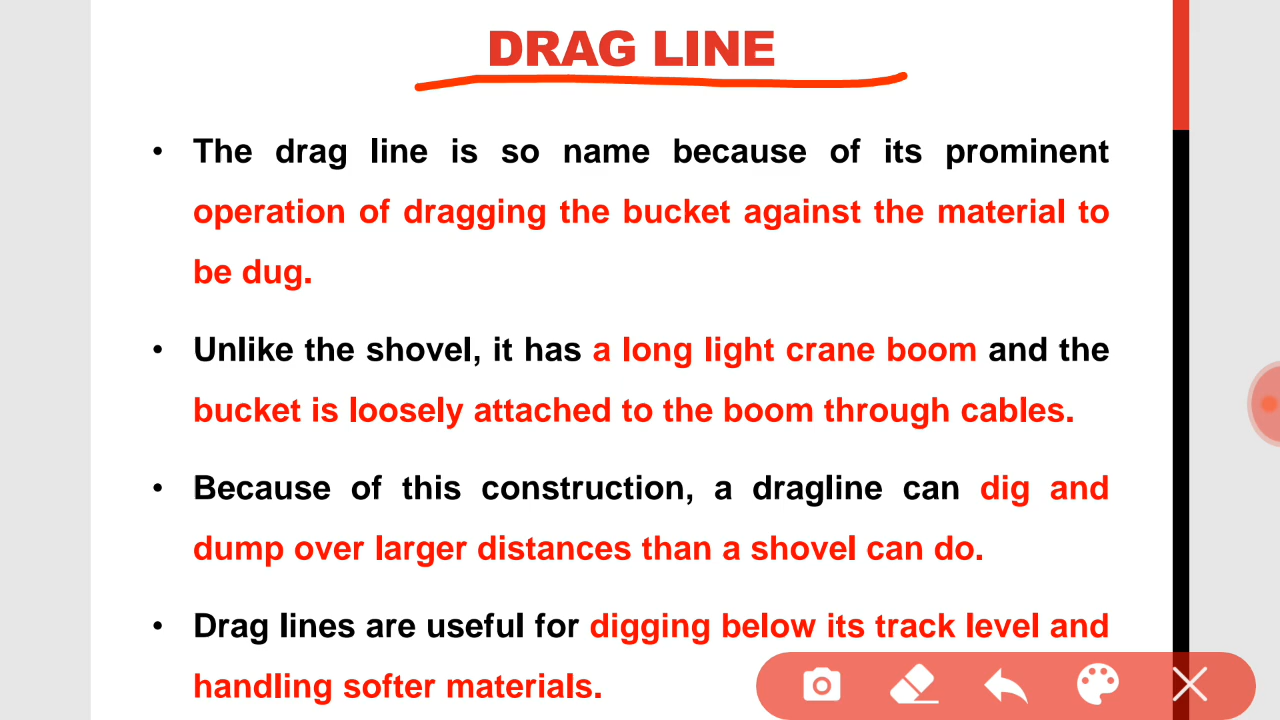 DRAG LINE
• The drag line is so name because of its prominent
operation of dragging the bucket against the material to
be dug.
• Unlike the shovel, it has a long light crane boom and the
bucket is loosely attached to the boom through cables.
• Because of this construction, a dragline can dig and
dump over larger distances than a shovel can do.
• Drag lines are useful for digging below its track level and
handling softer materials.